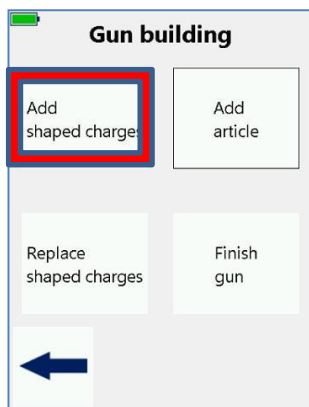 Gun building
Add
shaped charges
Add
article
Replace
shaped charges
Finish
gun